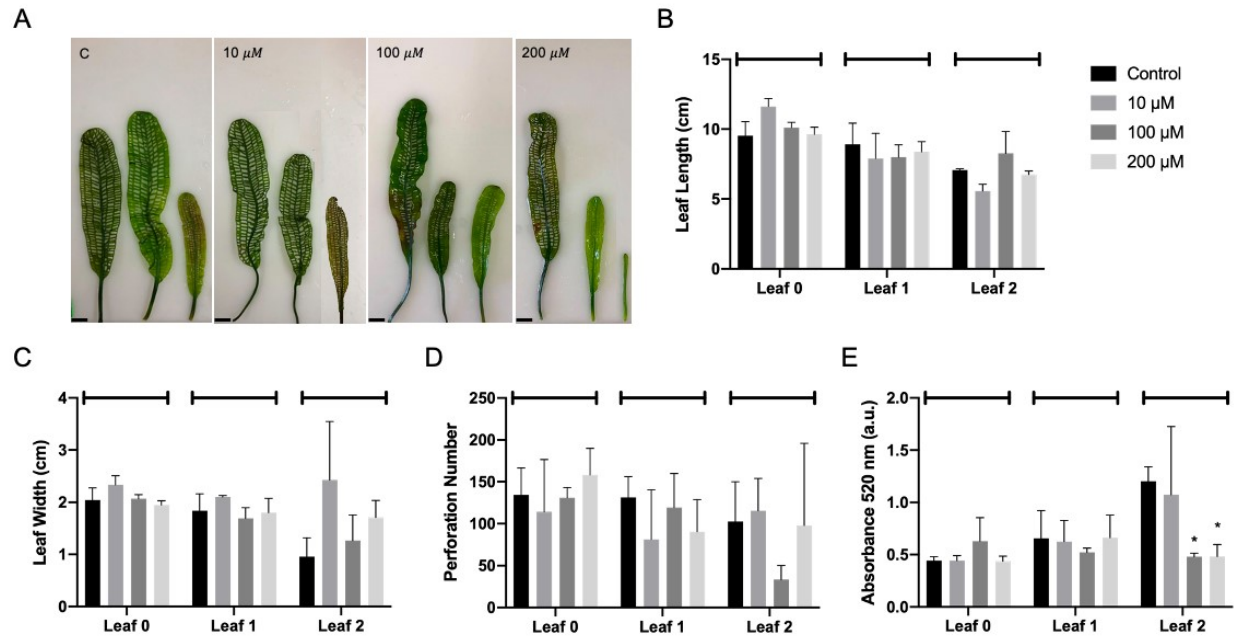 A
C
10 μM
100 μM
200 μM
B
15
10
5
0
Leaf Length (cm)
Leaf 0
Leaf 1
Leaf 2
Control
10 μM
100 μM
200 μM
C
4
3
2
1
0
Leaf Width (cm)
Leaf 0
Leaf 1
Leaf 2
D
250
200
150
100
50
0
Perforation Number
Leaf 0
Leaf 1
Leaf 2
E
2.0
1.5
1.0
0.5
0.0
Absorbance 520 nm (a.u.)
*
*
Leaf 0
Leaf 1
Leaf 2